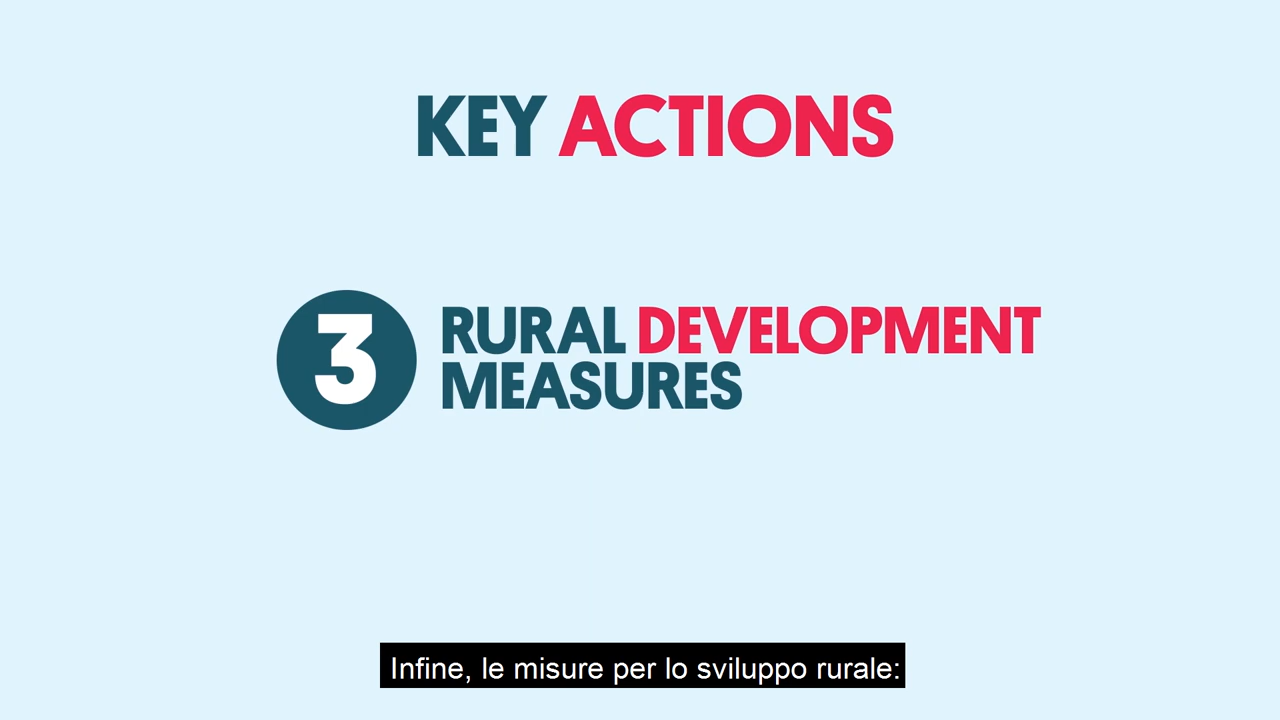 KEY ACTIONS
3
RURAL DEVELOPMENT
MEASURES
Infine, le misure per lo sviluppo rurale: